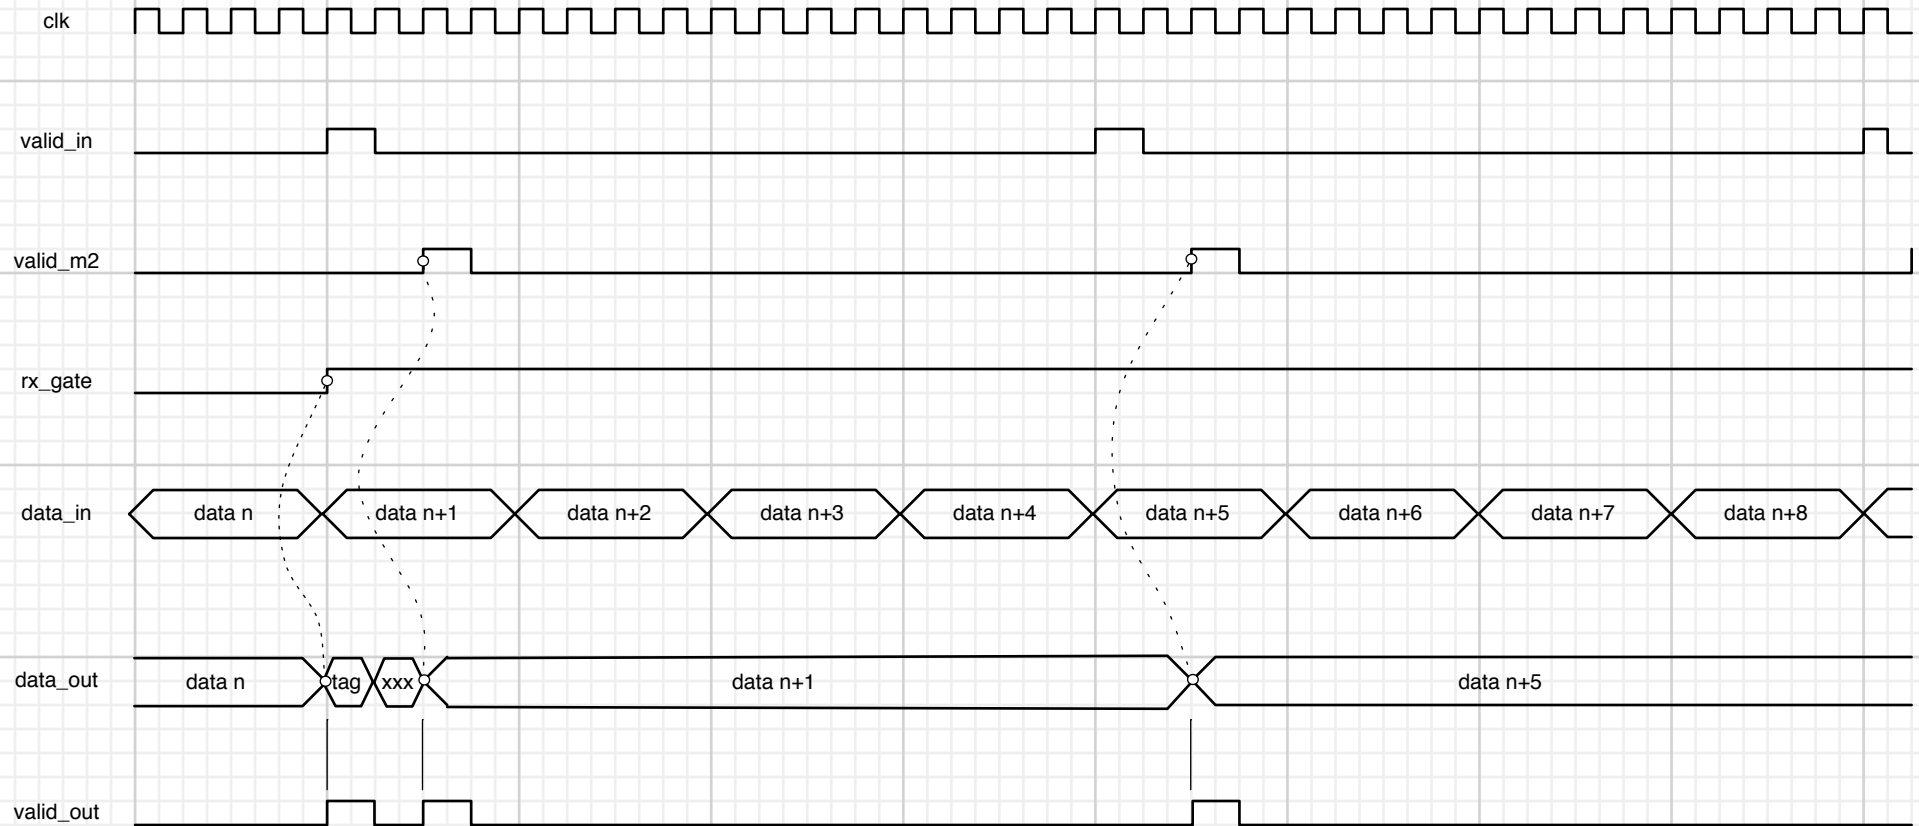 clk
valid_in
valid_m2
rx_gate
data_in data n data n+1 data n+2 data n+3 data n+4 data n+5 data n+6 data n+7 data n+8
data_out data n tag xxx data n+1 data n+5
valid_out